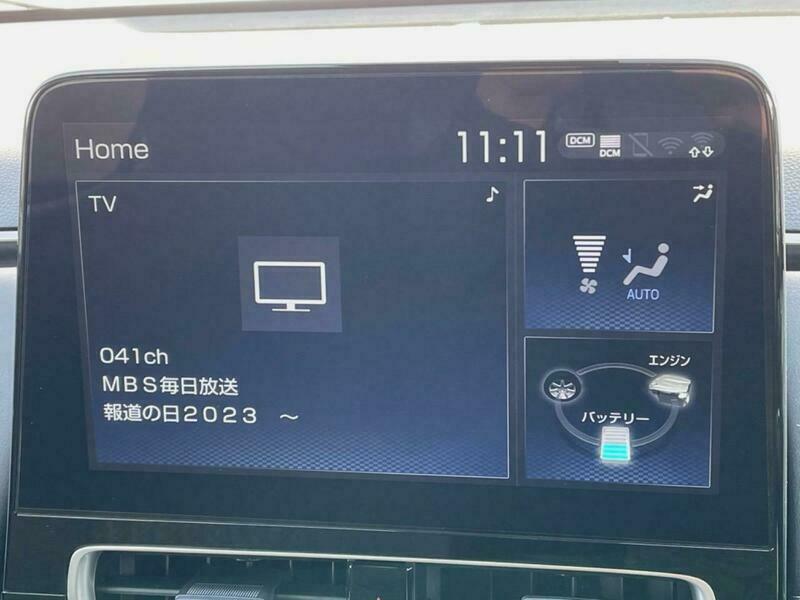 Home
11:11
DCM
DCM
TV
AUTO
041ch
MBS毎日放送
報道の日2023 ～
エンジン
バッテリー